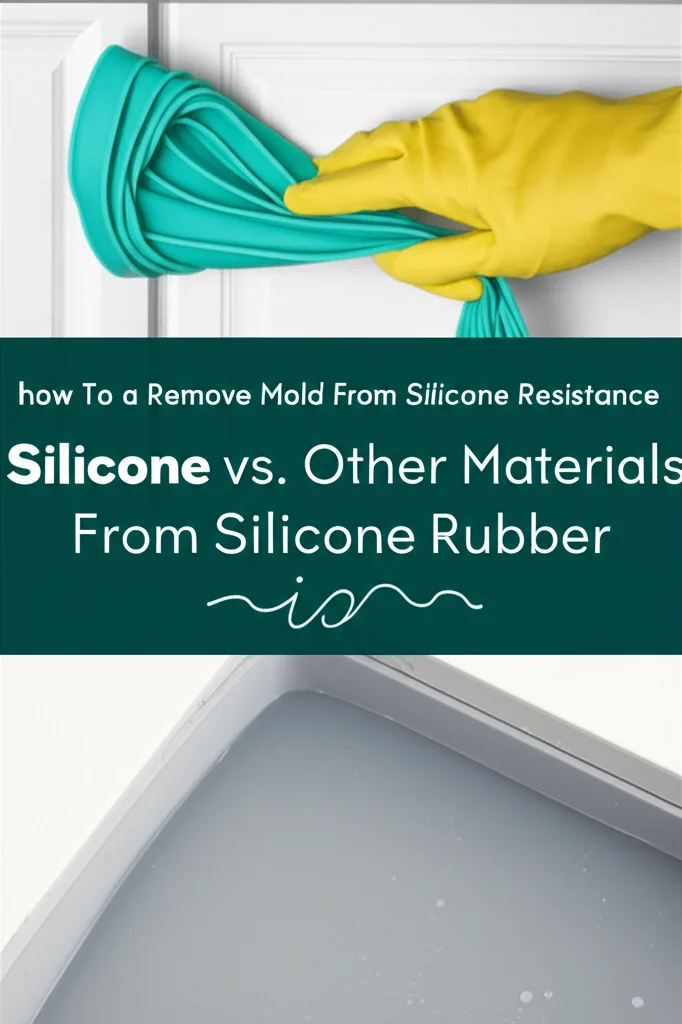 how To a Remove Mold From Silicone Resistance
Silicone vs. Other Materials
From Silicone Rubber